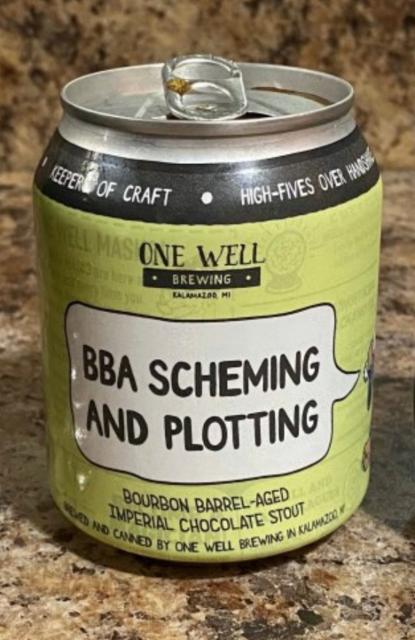 KEEPER OF CRAFT • HIGH-FIVES OVER
ONE WELL
• BREWING •
KALAMAZOO, MI
BBA SCHEMING
AND PLOTTING
BOURBON BARREL-AGED
IMPERIAL CHOCOLATE STOUT
BREWED AND CANNED BY ONE WELL BREWING IN KALAMAZOO, MI